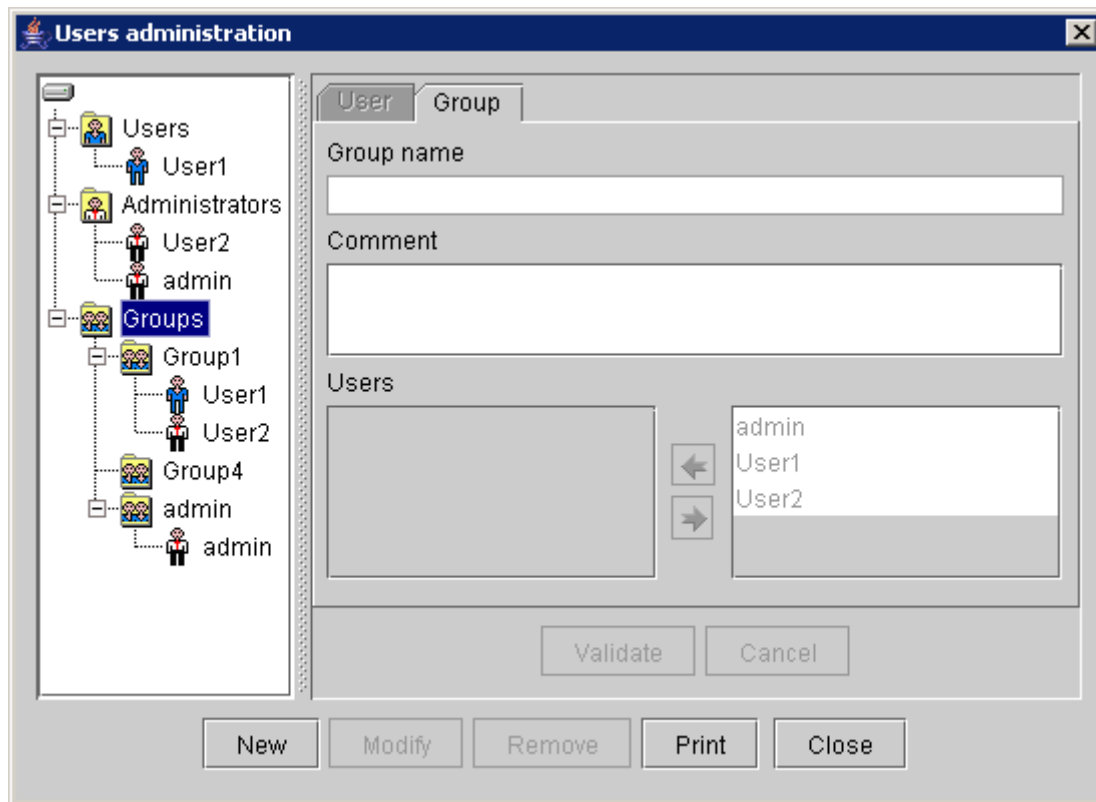 Users administration
Users
User1
Administrators
User2
admin
Groups
Group1
User1
User2
Group4
admin
admin
User Group
Group name
Comment
Users
admin
User1
User2
Validate Cancel
New Modify Remove Print Close